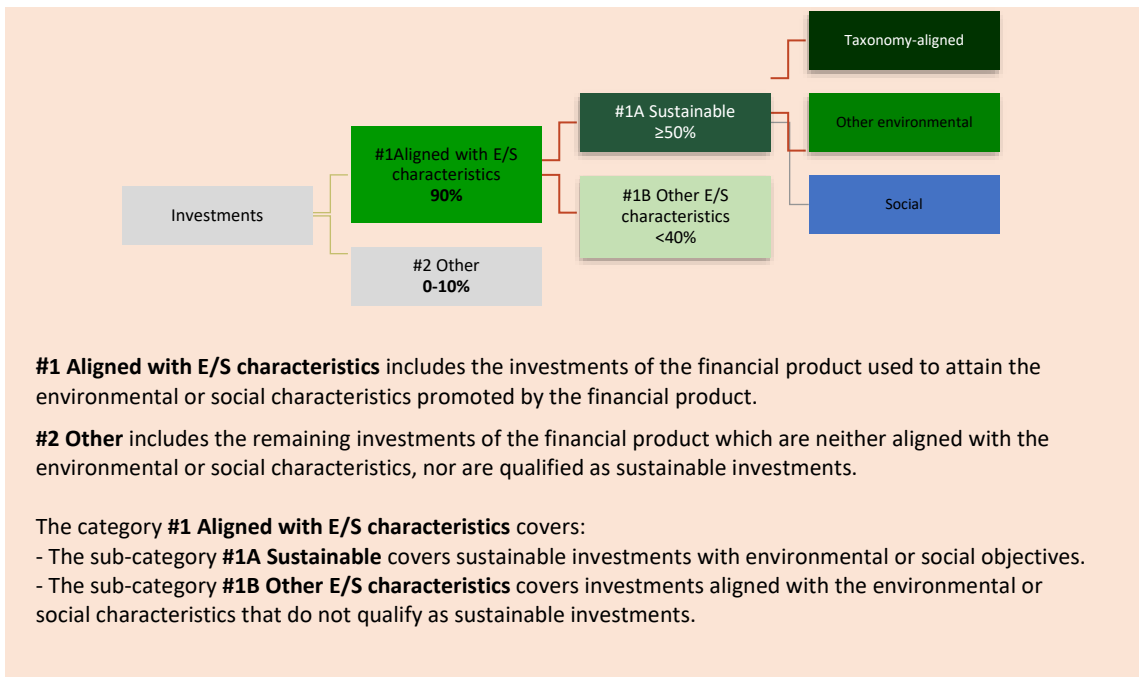 Taxonomy-aligned
#1A Sustainable
≥50%
Other environmental
#1Aligned with E/S
characteristics
90%
#1B Other E/S
characteristics
<40%
Social
Investments
#2 Other
0-10%
#1 Aligned with E/S characteristics includes the investments of the financial product used to attain the
environmental or social characteristics promoted by the financial product.
#2 Other includes the remaining investments of the financial product which are neither aligned with the
environmental or social characteristics, nor are qualified as sustainable investments.
The category #1 Aligned with E/S characteristics covers:
- The sub-category #1A Sustainable covers sustainable investments with environmental or social objectives.
- The sub-category #1B Other E/S characteristics covers investments aligned with the environmental or
social characteristics that do not qualify as sustainable investments.